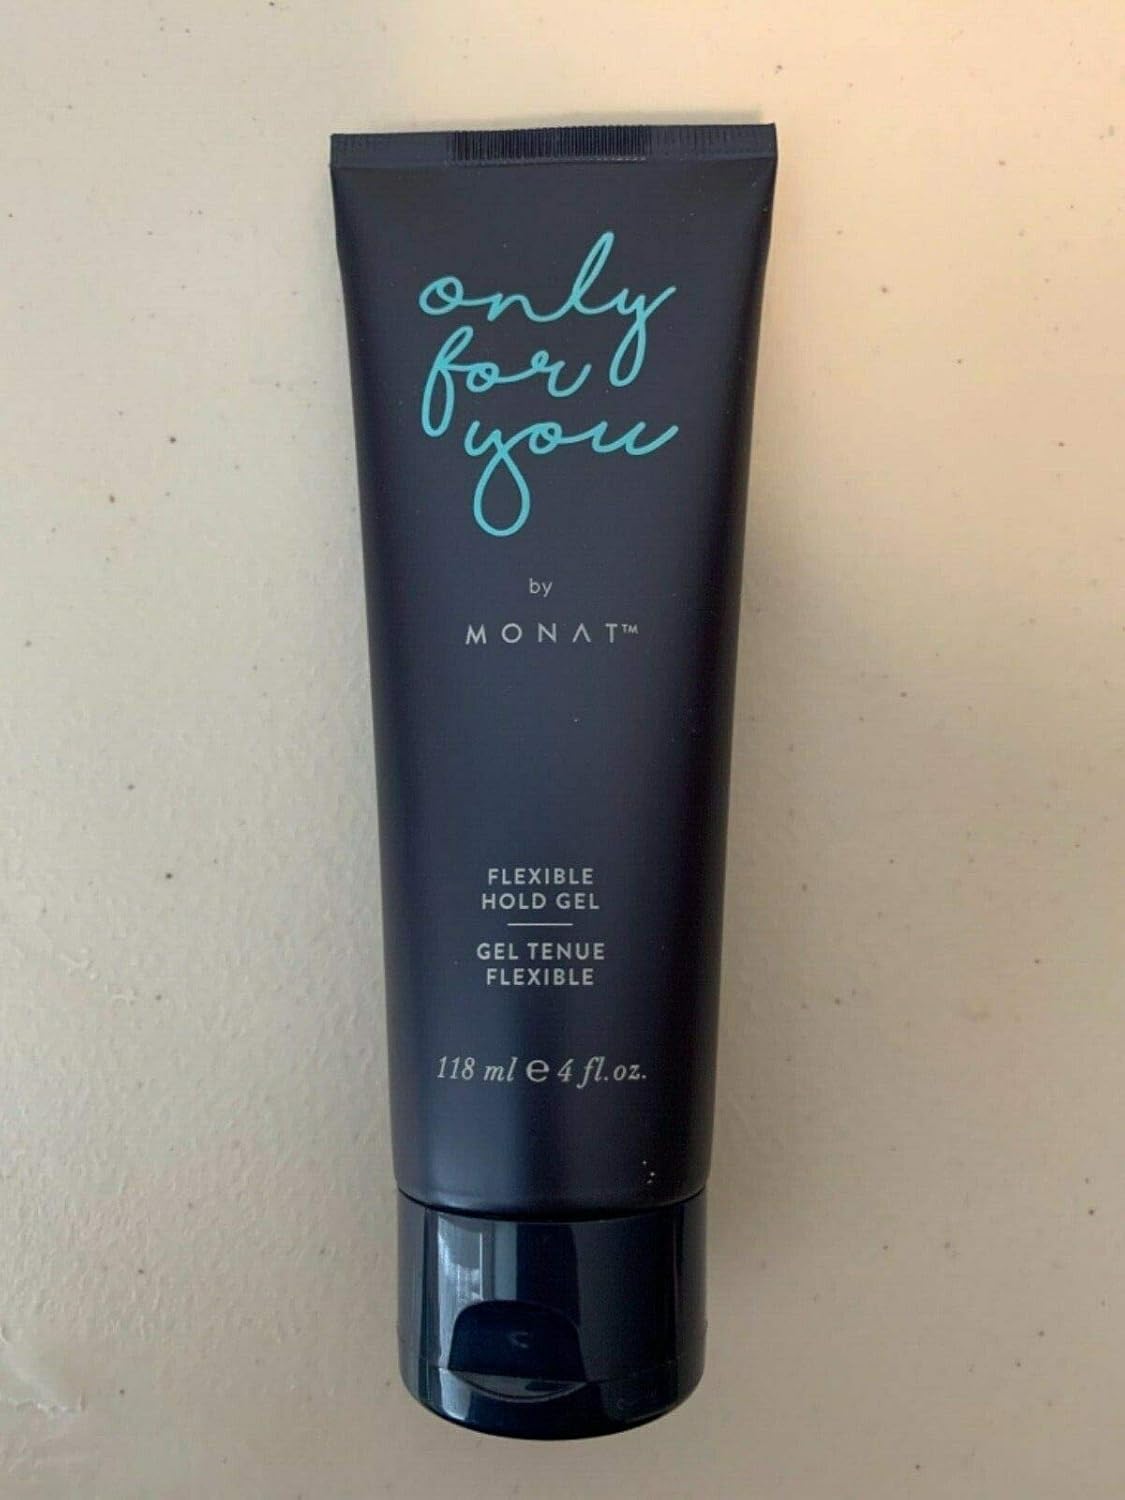 only
for
you
by
MONAT™
FLEXIBLE
HOLD GEL
GEL TENUE
FLEXIBLE
118 ml ℮ 4 fl.oz.